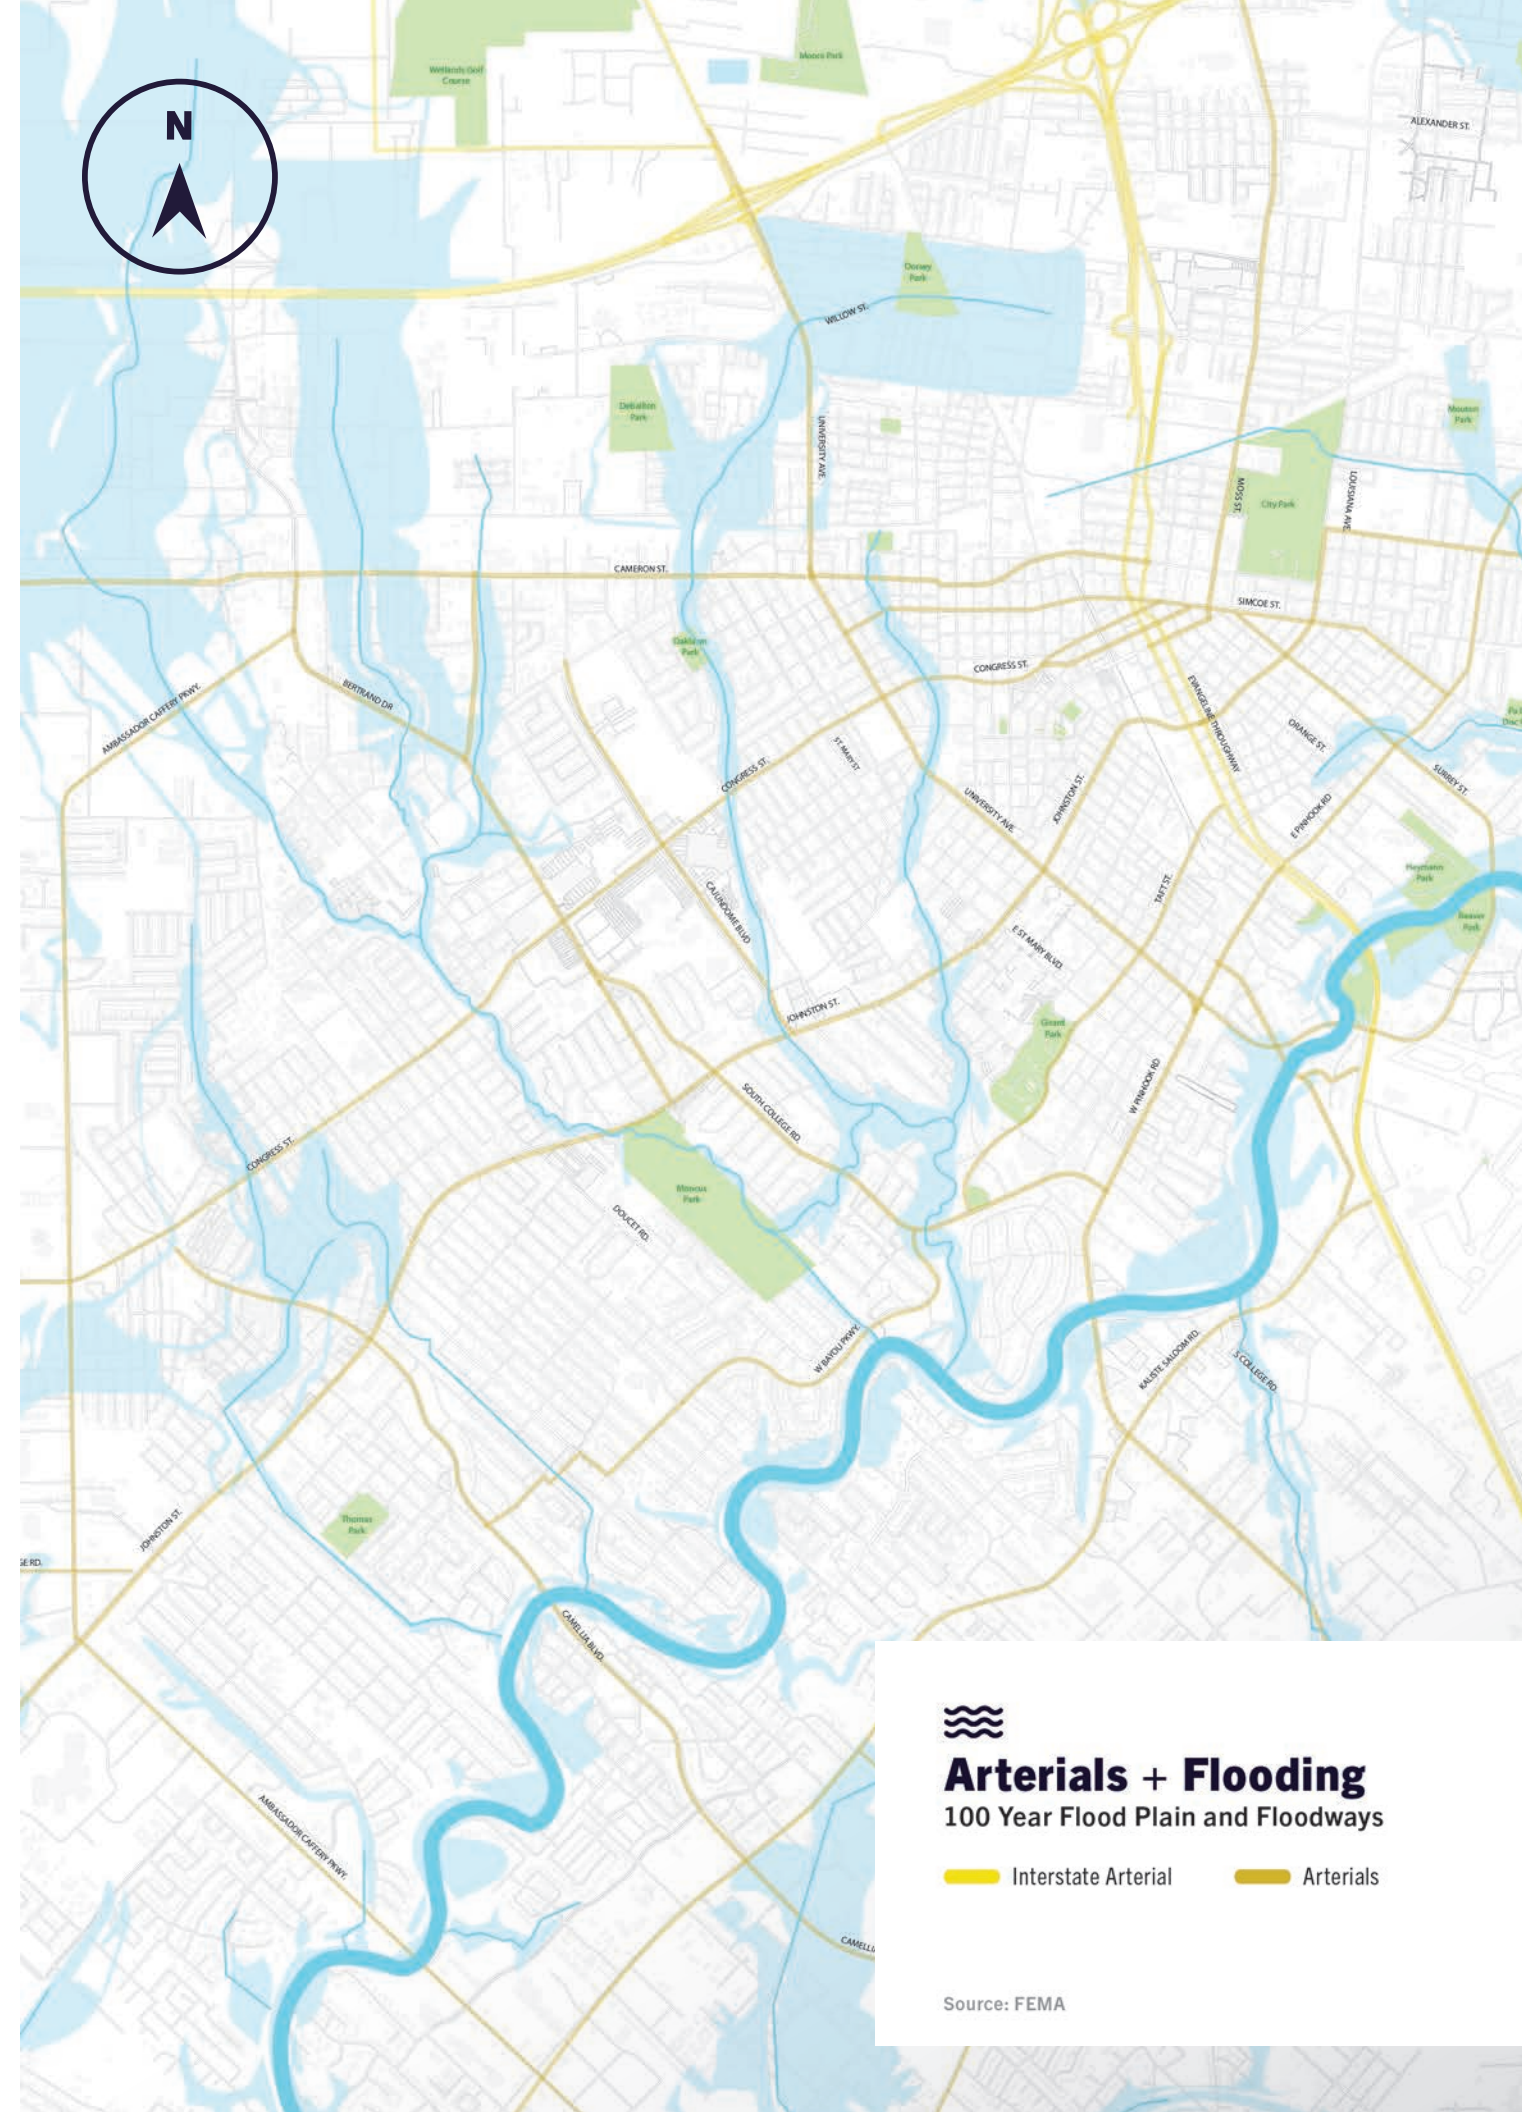 N
Wetlands Golf
Course
Moore Park
ALEXANDER ST.
Dorsey
Park
WILLOW ST.
Debaillon
Park
Mouton
Park
UNIVERSITY AVE.
MOSS ST.
LOUISIANA AVE.
City Park
CAMERON ST.
SIMCOE ST.
Park
CONGRESS ST.
AMBASSADOR CAFFERY PKWY.
BERTRAND DR
EVANGELINE THROUGHWAY
ORANGE ST.
SURREY ST.
CONGRESS ST.
ST. MARY ST
UNIVERSITY AVE.
JOHNSTON ST.
E PINHOOK RD
Heymann
Park
Beaver
Park
CAJUNDOME BLVD
TAFT ST.
E ST MARY BLVD.
JOHNSTON ST.
Girard
Park
SOUTH COLLEGE RD.
W PINHOOK RD
CONGRESS ST.
Moncus
Park
DOUCET RD.
W BAYOU PKWY.
KALISTE SALOOM RD.
S COLLEGE RD.
Thomas
Park
JOHNSTON ST.
GE RD.
CAMELLIA BLVD.
AMBASSADOR CAFFERY PKWY.
CAMELLI
Arterials + Flooding
100 Year Flood Plain and Floodways
Interstate Arterial
Arterials
Source: FEMA